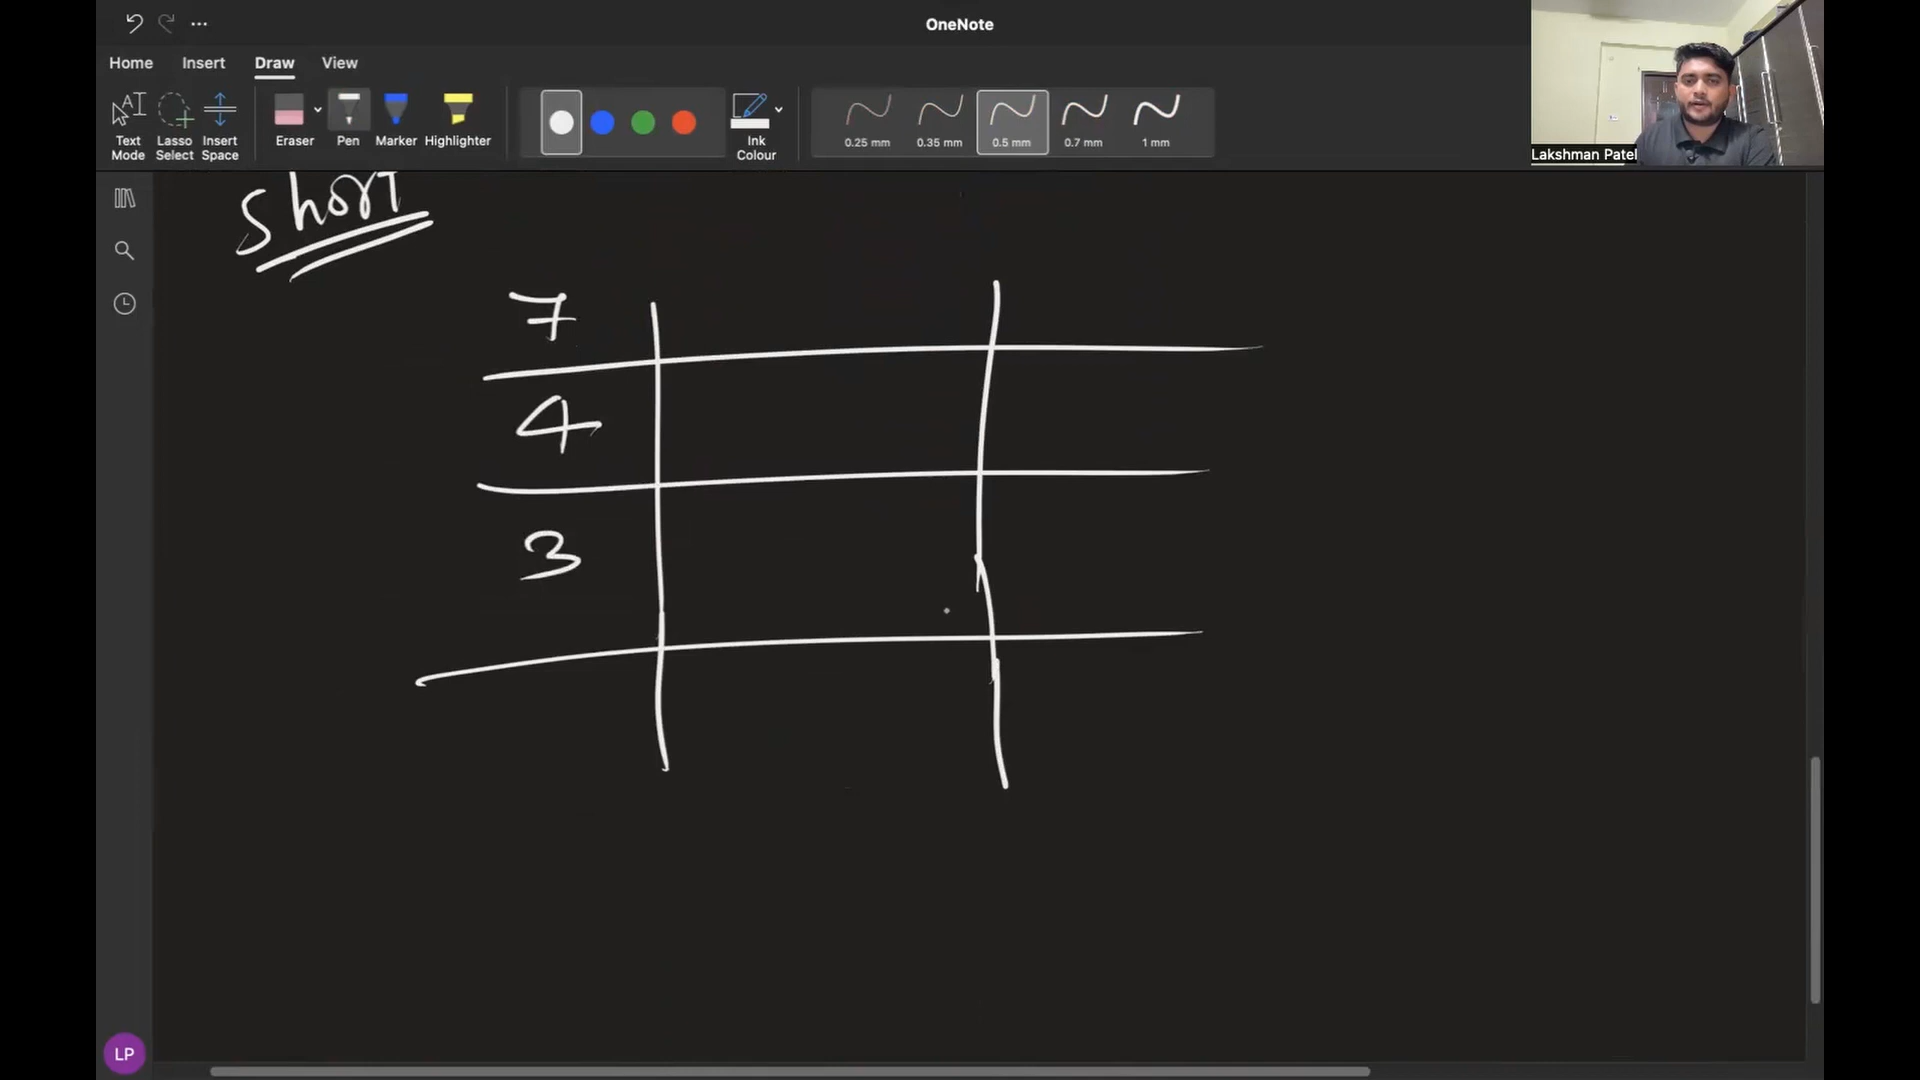 OneNote
Home Insert Draw View
Text Mode
Lasso Select
Insert Space
Eraser
Pen
Marker
Highlighter
Ink Colour
0.25 mm
0.35 mm
0.5 mm
0.7 mm
1 mm
Lakshman Patel
Short
7
4
3
LP